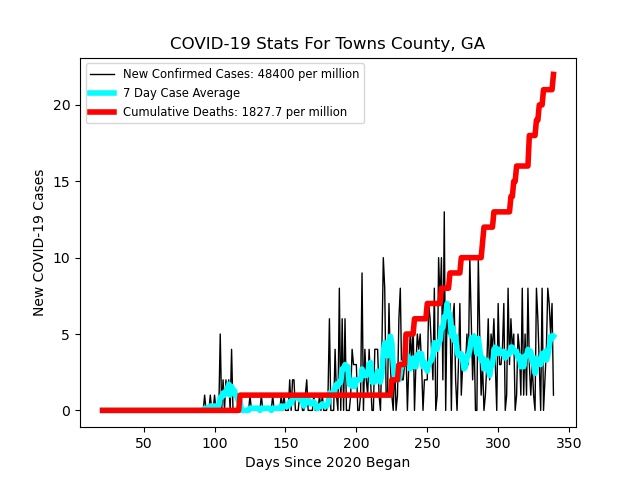 COVID-19 Stats For Towns County, GA
New Confirmed Cases: 48400 per million
7 Day Case Average
Cumulative Deaths: 1827.7 per million
New COVID-19 Cases
20
15
10
5
0
50 100 150 200 250 300 350
Days Since 2020 Began